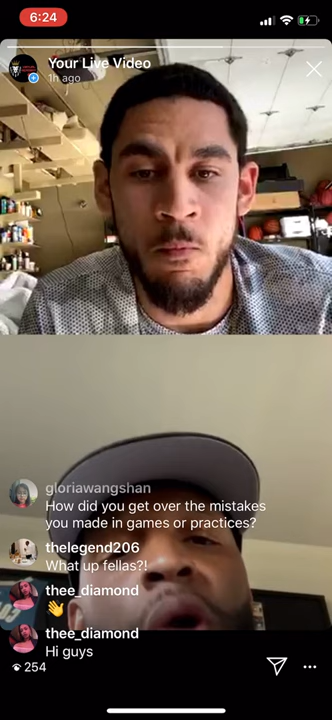 6:24
Your Live Video
1h ago
gloriawangshan
How did you get over the mistakes
you made in games or practices?
thelegend206
What up fellas?!
thee_diamond
👋
thee_diamond
Hi guys
254